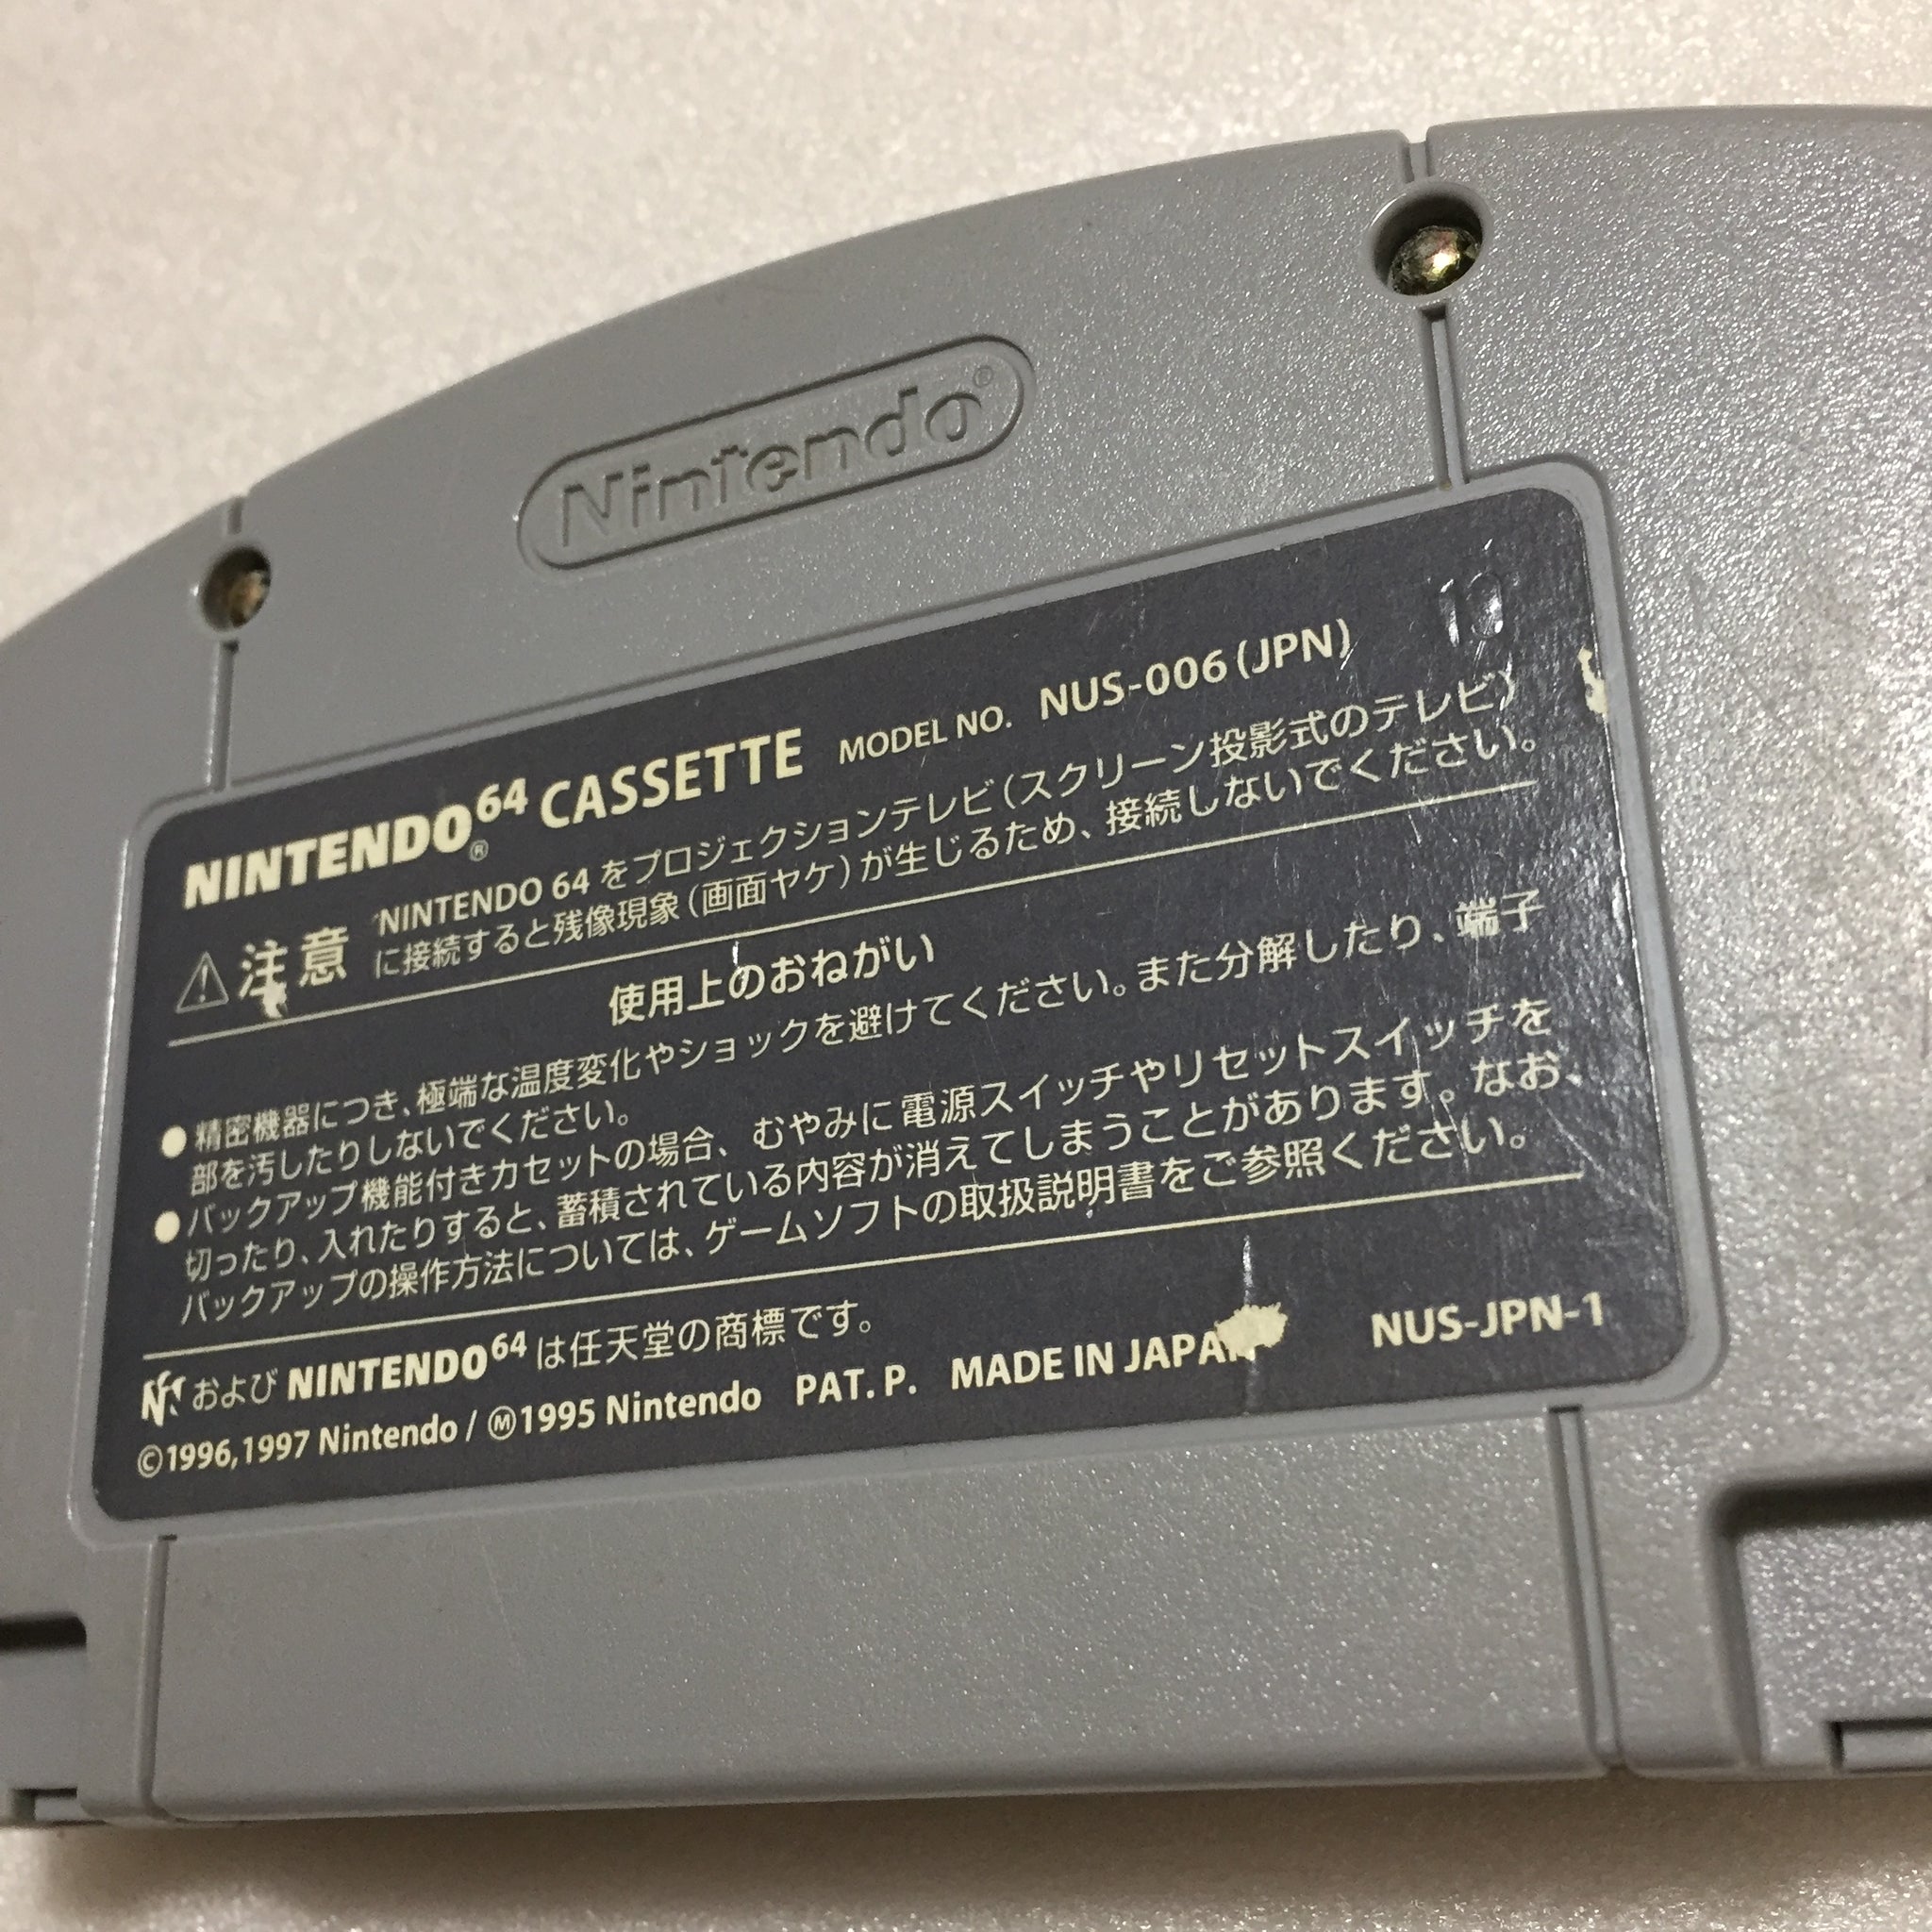 Nintendo®
10
NINTENDO®64 CASSETTE MODEL NO. NUS-006(JPN)
⚠注意 NINTENDO 64 をプロジェクションテレビ(スクリーン投影式のテレビ)
に接続すると残像現象(画面ヤケ)が生じるため、接続しないでください。
使用上のおねがい
●精密機器につき、極端な温度変化やショックを避けてください。また分解したり、端子
部を汚したりしないでください。
●バックアップ機能付きカセットの場合、むやみに電源スイッチやリセットスイッチを
切ったり、入れたりすると、蓄積されている内容が消えてしまうことがあります。なお、
バックアップの操作方法については、ゲームソフトの取扱説明書をご参照ください。
および NINTENDO64 は任天堂の商標です。
©1996,1997 Nintendo / Ⓜ1995 Nintendo PAT. P. MADE IN JAPAN NUS-JPN-1